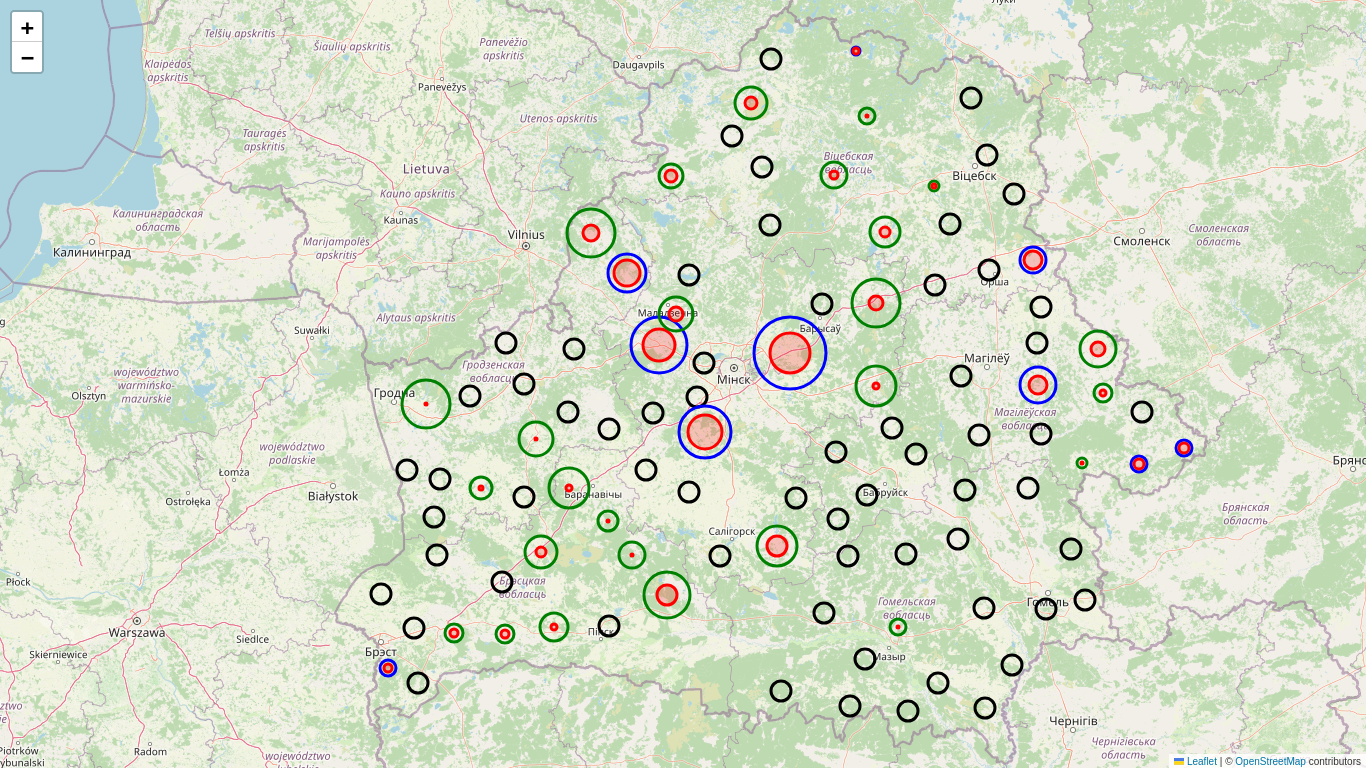 +
−
Луки
Telšių apskritis
Šiaulių apskritis
Panevėžio
apskritis
Daugavpils
Klaipėdos
apskritis
Panevėžys
Utenos apskritis
Tauragės
apskritis
Lietuva
Віцебская
вобласць
Віцебск
Kauno apskritis
Kaunas
Калининградская
область
Калининград
Marijampolės
apskritis
Vilnius
Смоленск
Смоленская
область
Орша
Alytaus apskritis
Маладзечна
Suwałki
Барысаў
Гродзенская
вобласць
Мінск
Магілёў
województwo
warmińsko-
mazurskie
Olsztyn
Гродна
Магілёўская
вобласць
województwo
podlaskie
Łomża
Ostrołęka
Białystok
Баранавічы
Бабруйск
Брянск
Брянская
область
Салігорск
Płock
Брэсцкая
вобласць
Гомельская
вобласць
Гомель
Warszawa
Siedlce
Skierniewice
Брэст
Пінск
Мазыр
Чернігів
Чернігівська
область
Radom
województwo
Piotrków
Leaflet | © OpenStreetMap contributors